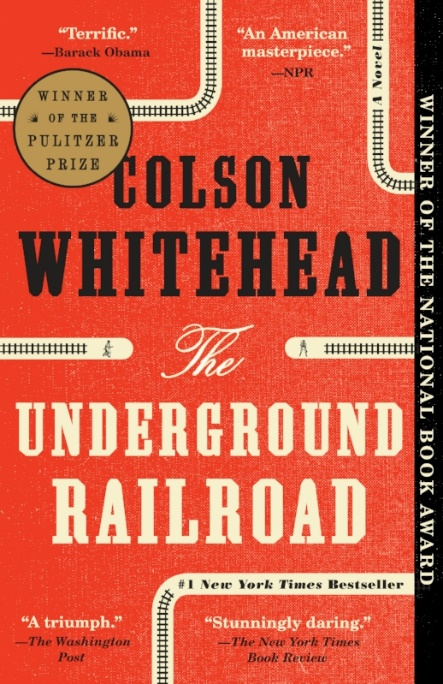 “Terrific.”
—Barack Obama
“An American
masterpiece.”
—NPR
A Novel
WINNER
OF THE
PULITZER
PRIZE
COLSON
WHITEHEAD
The
UNDERGROUND
RAILROAD
#1 New York Times Bestseller
“A triumph.”
—The Washington
Post
“Stunningly daring.”
—The New York Times
Book Review
WINNER OF THE NATIONAL BOOK AWARD